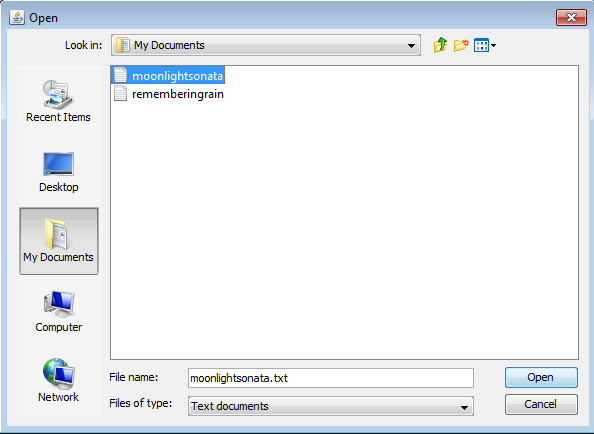 Open
Look in: My Documents
moonlightsonata
rememberingrain
Recent Items
Desktop
My Documents
Computer
Network
File name: moonlightsonata.txt Open
Files of type: Text documents Cancel